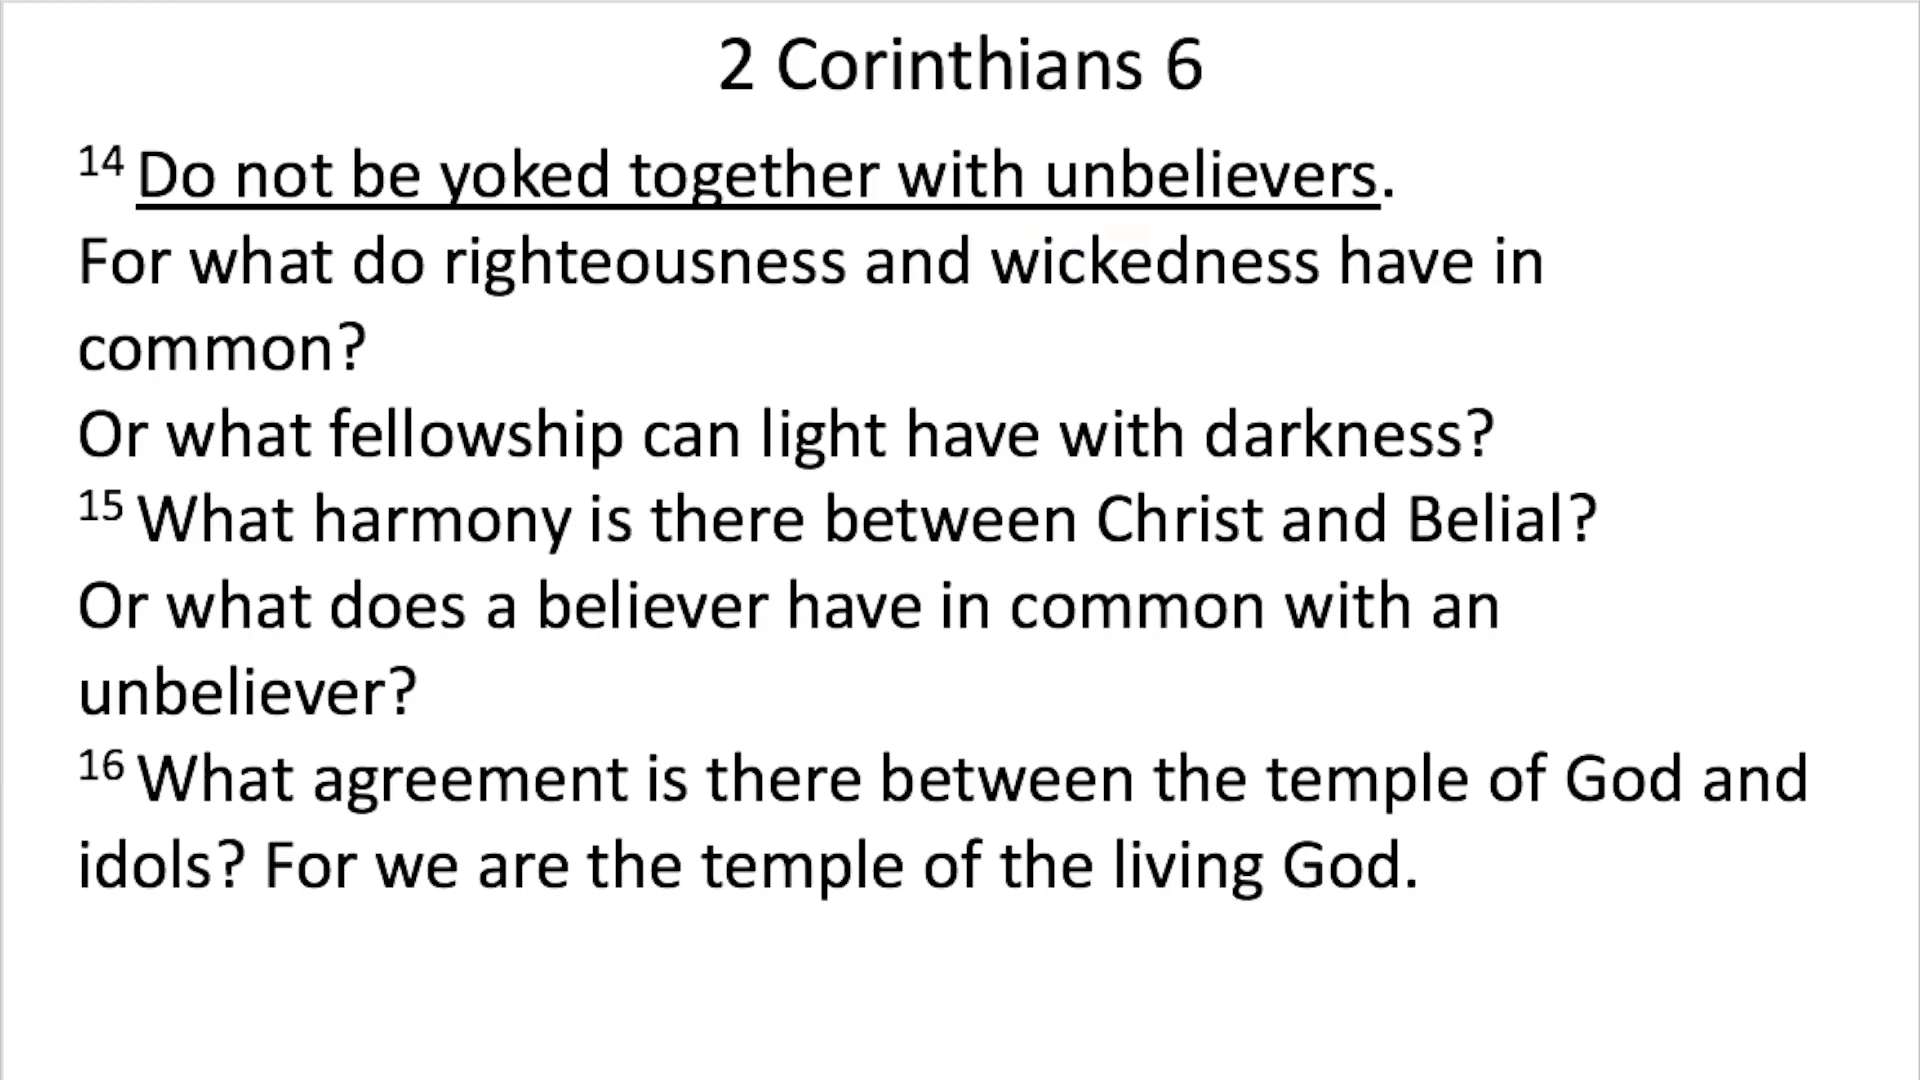 2 Corinthians 6
14 Do not be yoked together with unbelievers.
For what do righteousness and wickedness have in
common?
Or what fellowship can light have with darkness?
15 What harmony is there between Christ and Belial?
Or what does a believer have in common with an
unbeliever?
16 What agreement is there between the temple of God and
idols? For we are the temple of the living God.